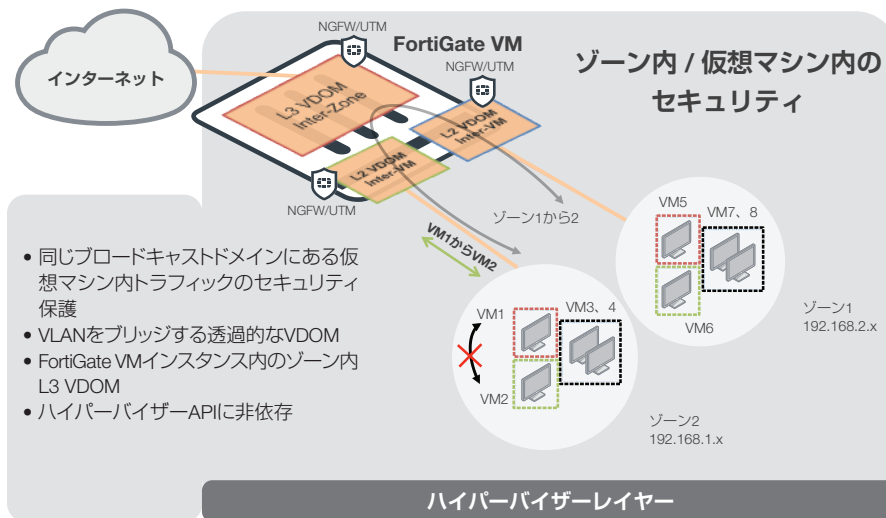 NGFW/UTM
FortiGate VM
インターネット
NGFW/UTM
ゾーン内 / 仮想マシン内の
セキュリティ
L3 VDOM
Inter-Zone
L2 VDOM
Inter-VM
L2 VDOM
Inter-VM
NGFW/UTM
ゾーン1から2
VM1からVM2
VM5
VM7、8
VM6
ゾーン1
192.168.2.x
• 同じブロードキャストドメインにある仮
想マシン内トラフィックのセキュリティ
保護
• VLANをブリッジする透過的なVDOM
• FortiGate VMインスタンス内のゾーン内
L3 VDOM
• ハイパーバイザーAPIに非依存
VM1
VM3、4
VM2
ゾーン2
192.168.1.x
ハイパーバイザーレイヤー